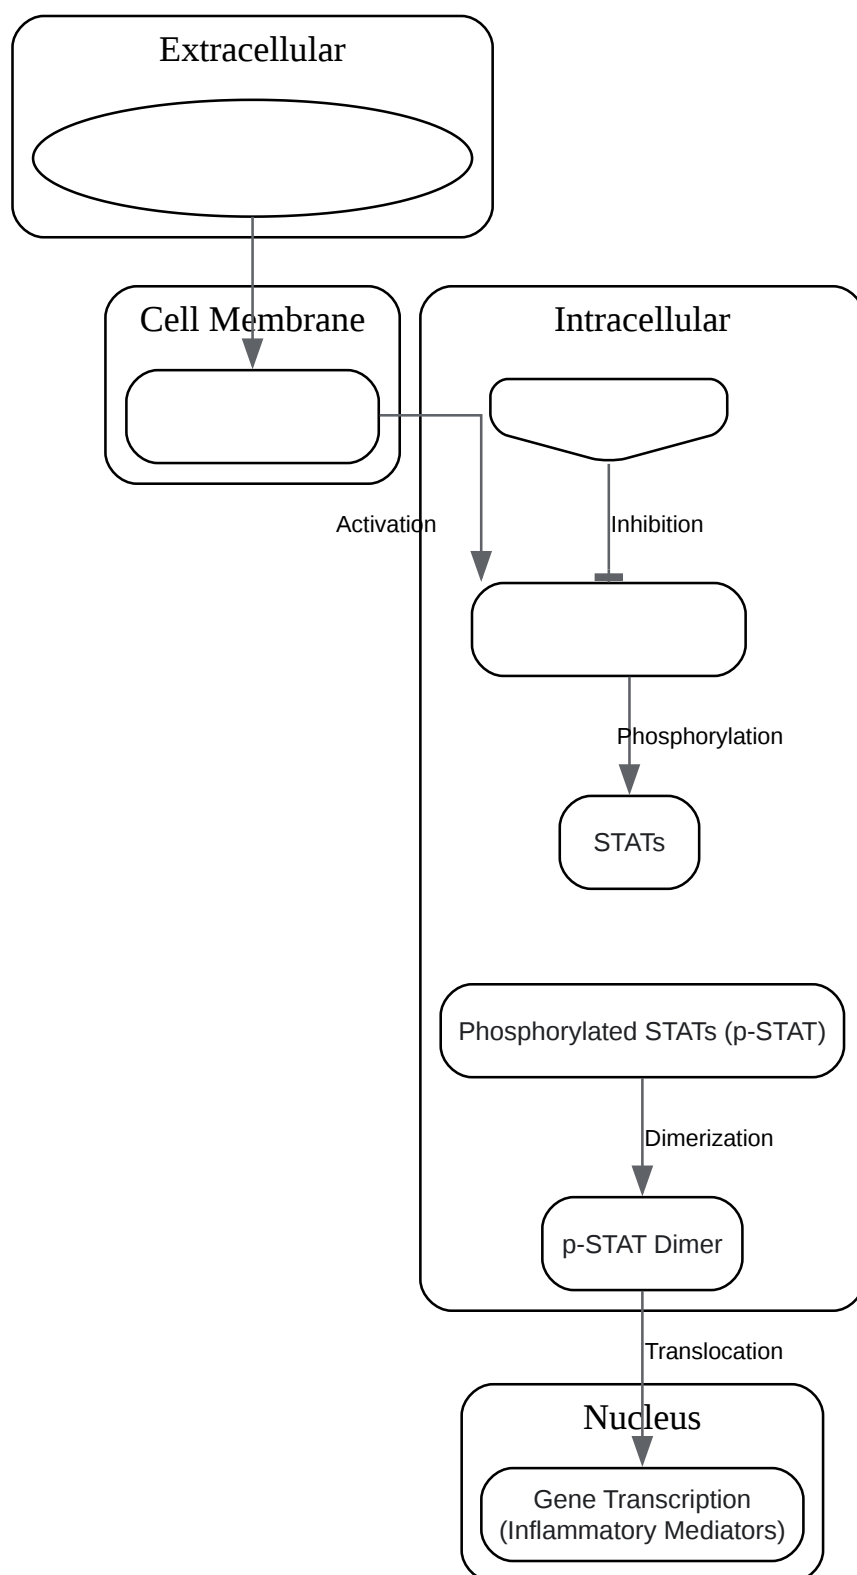 Extracellular
Cell Membrane
Intracellular
Activation
Inhibition
Phosphorylation
STATs
Phosphorylated STATs (p-STAT)
Dimerization
p-STAT Dimer
Translocation
Nucleus
Gene Transcription
(Inflammatory Mediators)